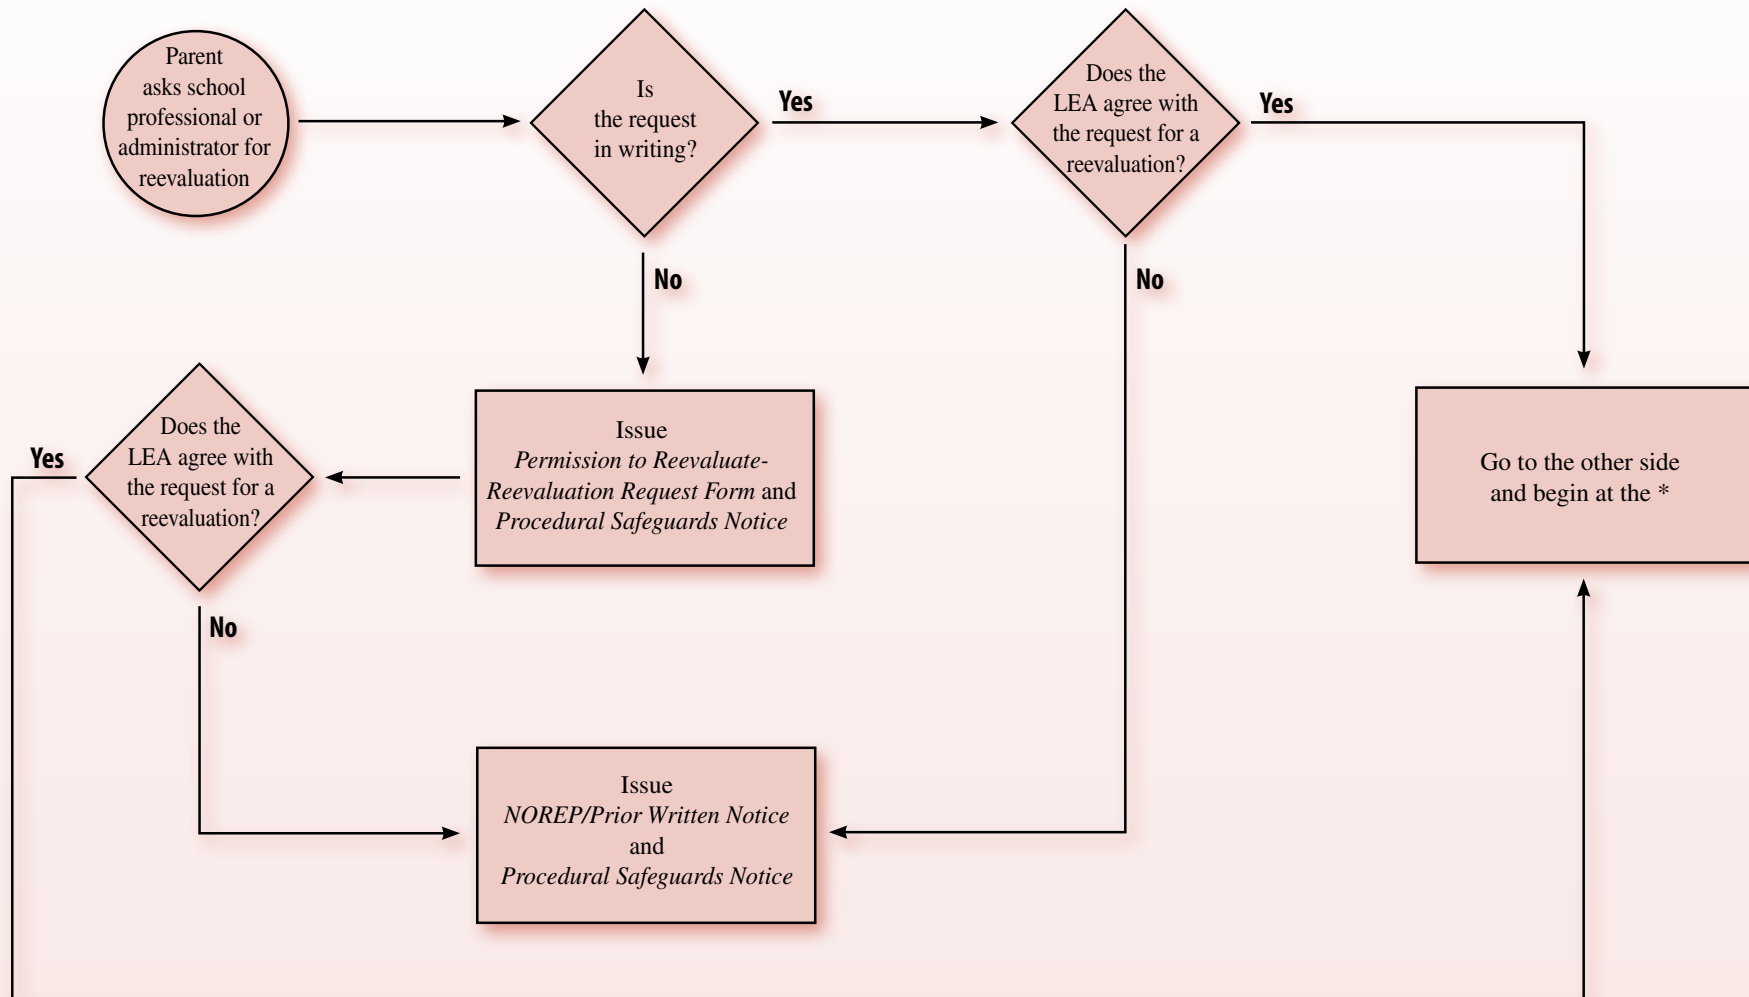 Parent
asks school
professional or
administrator for
reevaluation
Is
the request
in writing?
Yes
Does the
LEA agree with
the request for a
reevaluation?
Yes
No
No
Does the
LEA agree with
the request for a
reevaluation?
Yes
Issue
Permission to Reevaluate-
Reevaluation Request Form and
Procedural Safeguards Notice
Go to the other side
and begin at the *
No
Issue
NOREP/Prior Written Notice
and
Procedural Safeguards Notice